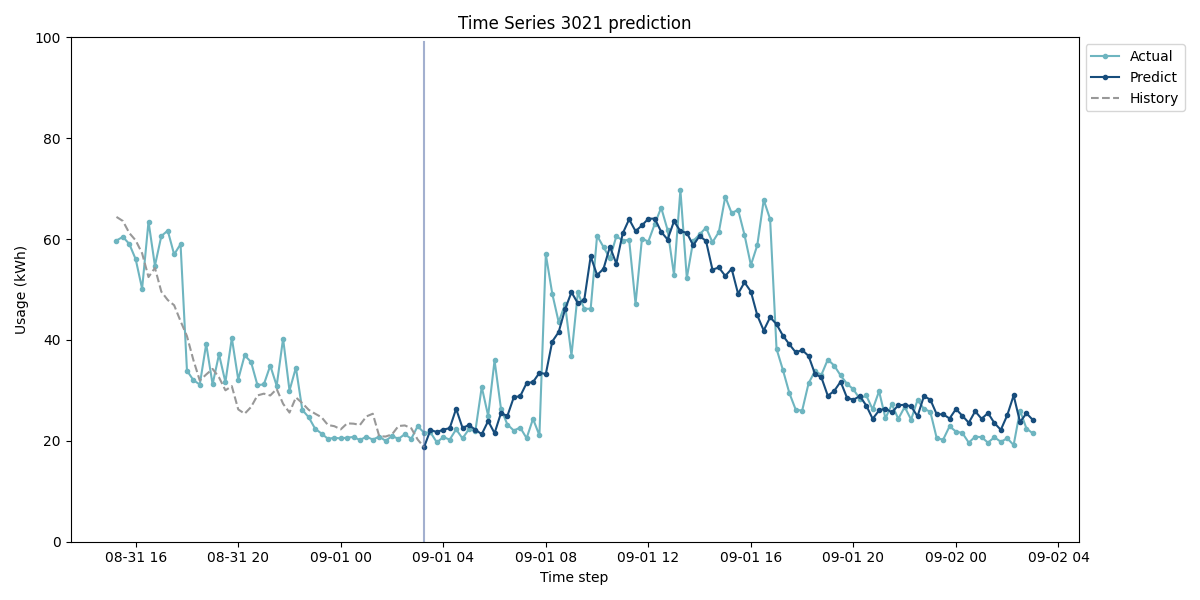 Time Series 3021 prediction
Usage (kWh)
100
80
60
40
20
0
08-31 16
08-31 20
09-01 00
09-01 04
09-01 08
09-01 12
09-01 16
09-01 20
09-02 00
09-02 04
Time step
Actual
Predict
History